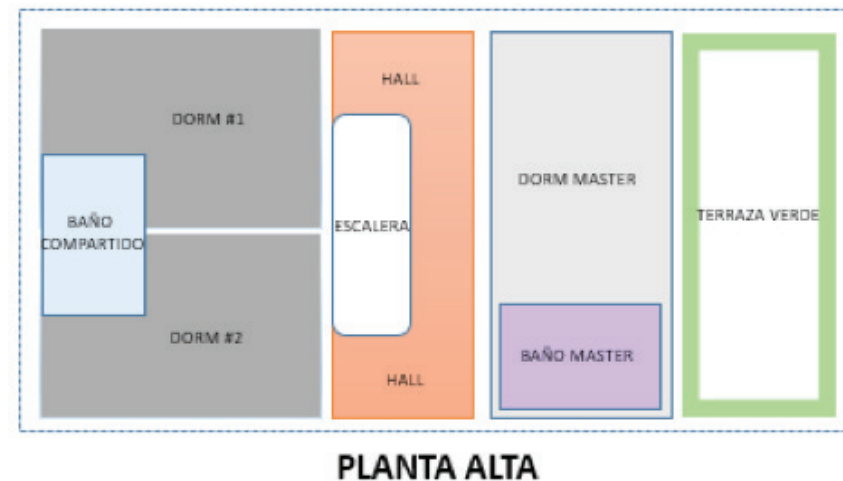 HALL
DORM #1
DORM MASTER
BAÑO
COMPARTIDO
ESCALERA
TERRAZA VERDE
DORM #2
BAÑO MASTER
HALL
PLANTA ALTA